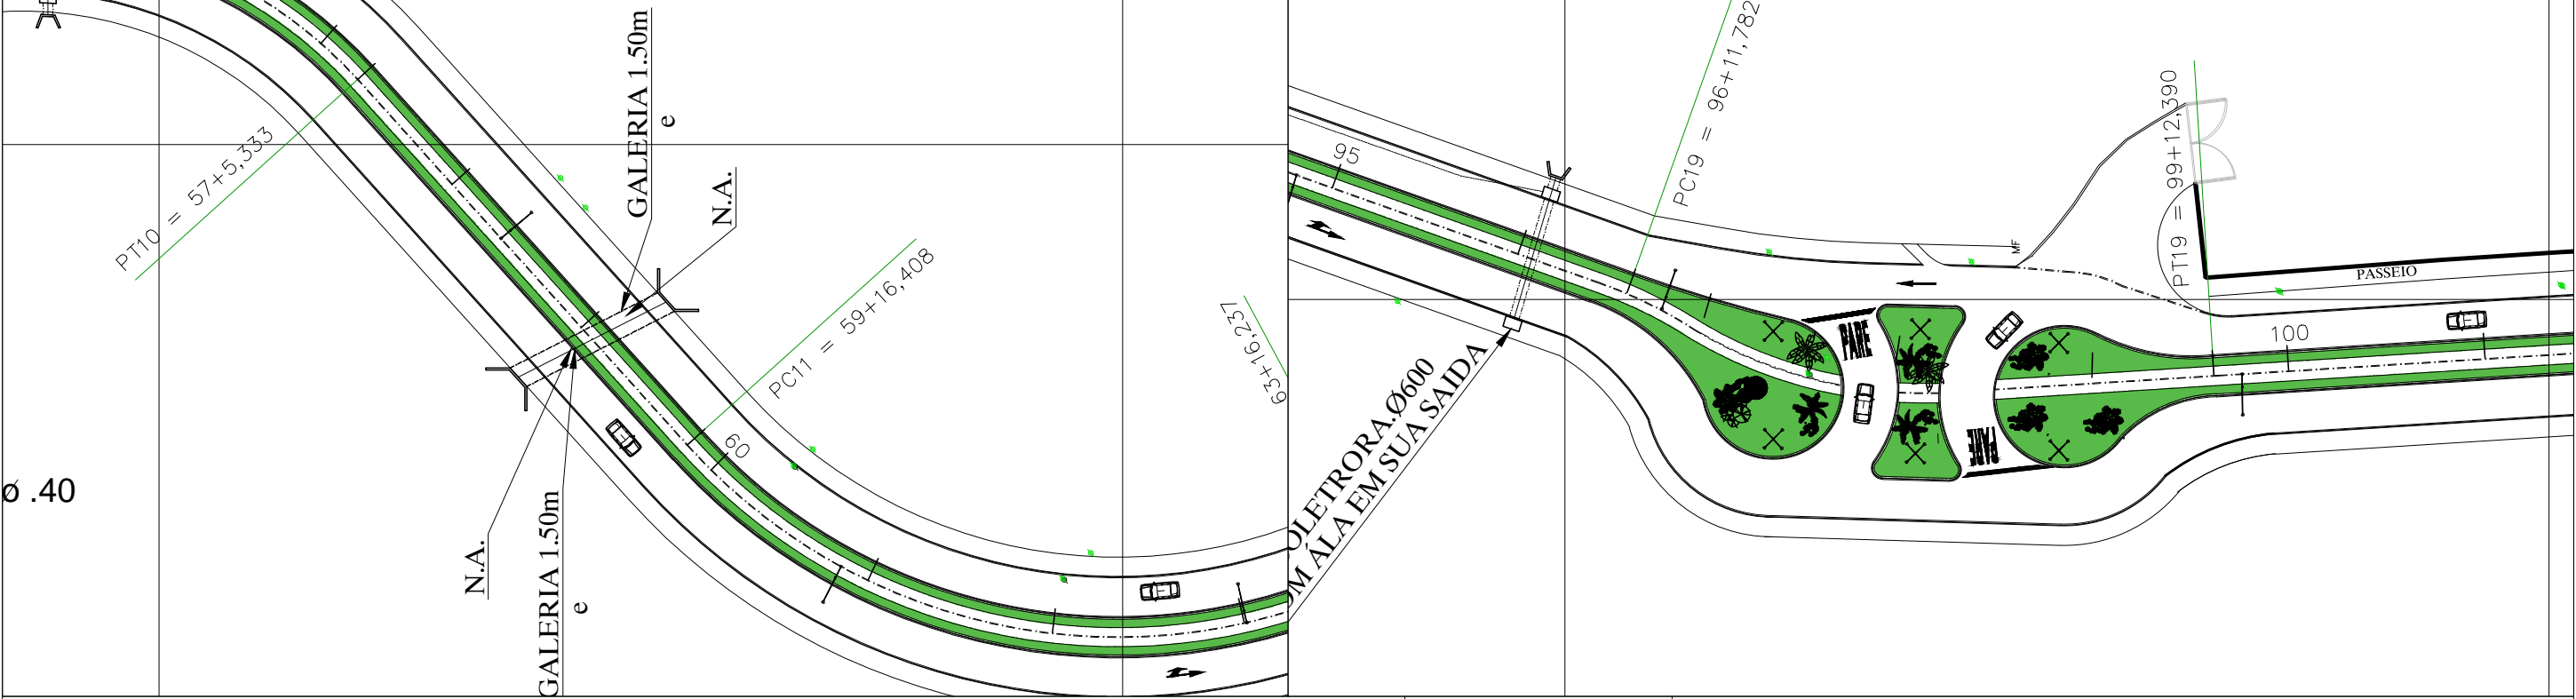 GALERIA 1.50m
e
N.A.
PT10 = 57+5,333
PC11 = 59+16,408
63+16,237
60
ø .40
N.A.
GALERIA 1.50m
e
95
PC19 = 96+11,782
PT19 = 99+12,390
MF
PASSEIO
100
PARE
PARE
OLETRORA.Ø600
OM ÁLA EM SUA SAIDA